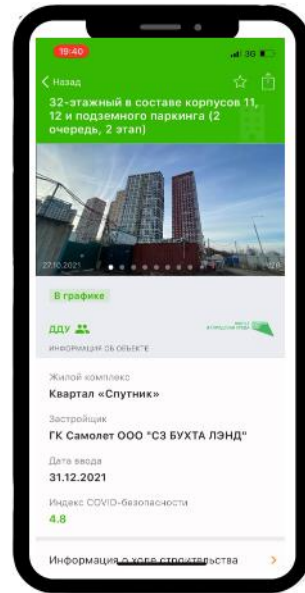 19:40
3G
Назад
32-этажный в составе корпусов 11,
12 и подземного паркинга (2
очередь, 2 этап)
27.10.2021
В графике
ДДУ
ИНФОРМАЦИЯ ОБ ОБЪЕКТЕ
Жилой комплекс
Квартал «Спутник»
Застройщик
ГК Самолет ООО "СЗ БУХТА ЛЭНД"
Дата ввода
31.12.2021
Индекс COVID-безопасности
4.8
Информация о ходе строительства